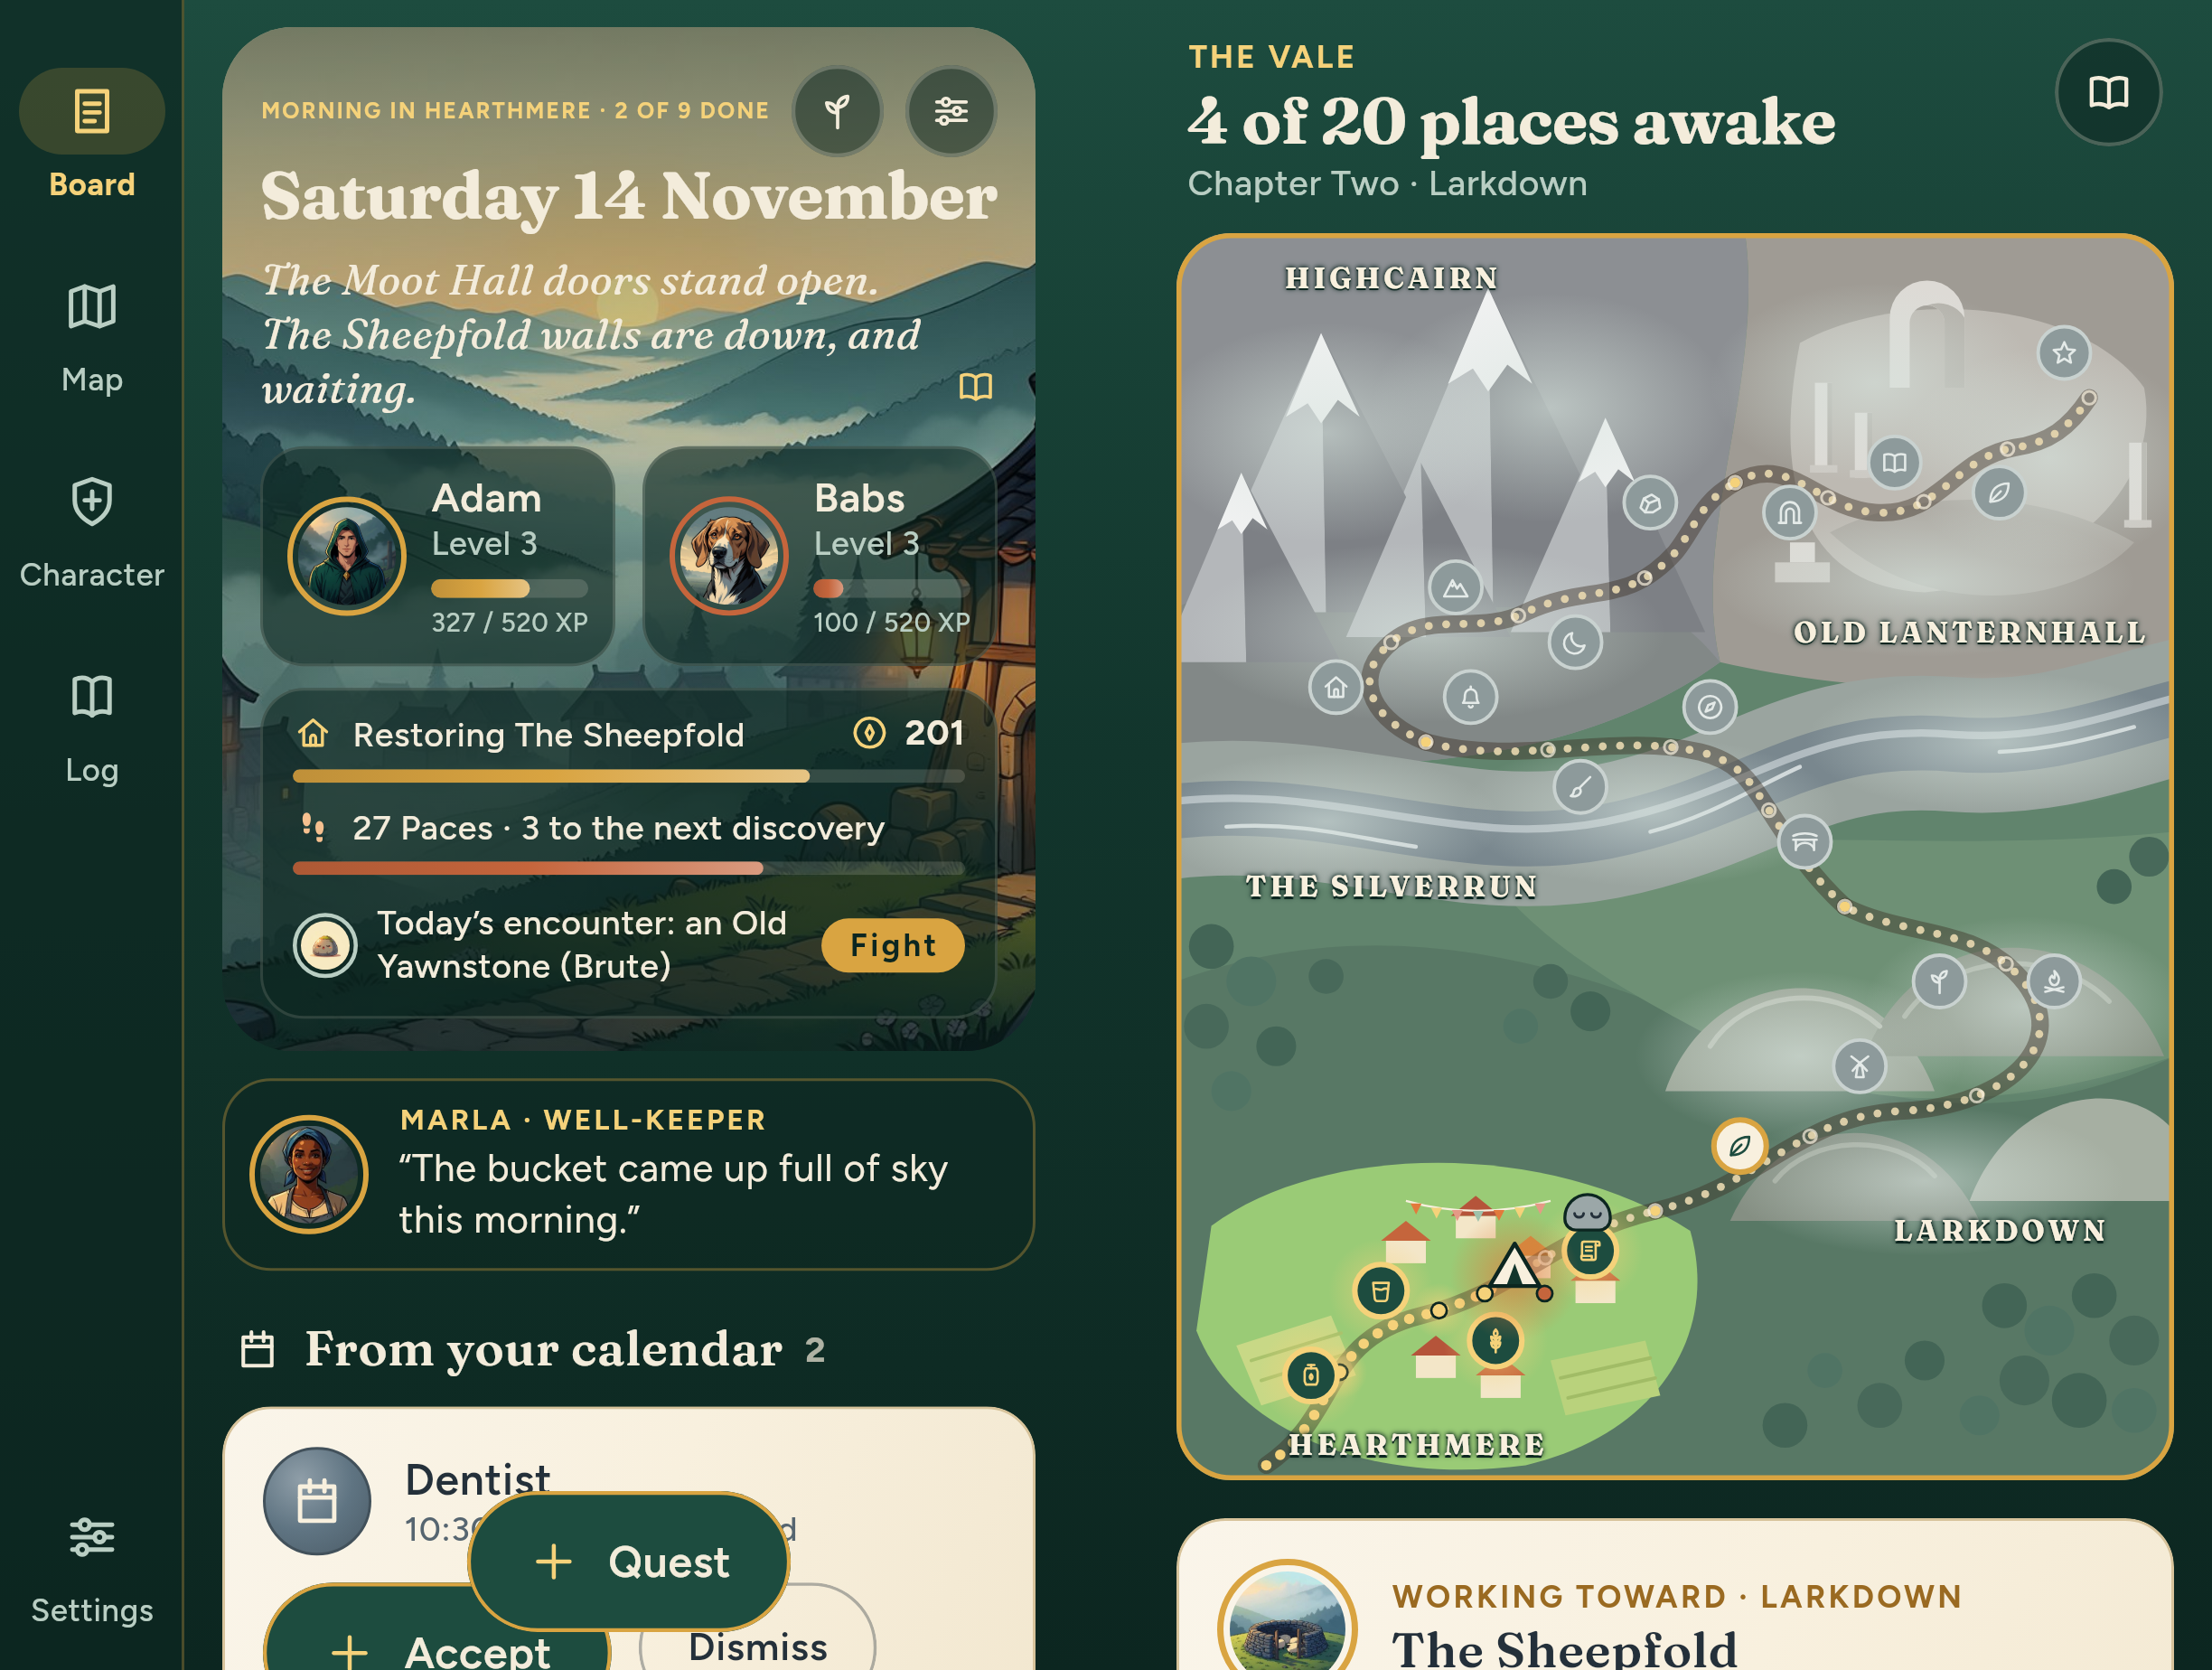 Board
Map
Character
Log
Settings
MORNING IN HEARTHMERE · 2 OF 9 DONE
Saturday 14 November
The Moot Hall doors stand open.
The Sheepfold walls are down, and
waiting.
Adam
Level 3
327 / 520 XP
Babs
Level 3
100 / 520 XP
Restoring The Sheepfold
201
27 Paces · 3 to the next discovery
Today’s encounter: an Old
Yawnstone (Brute)
Fight
MARLA · WELL-KEEPER
“The bucket came up full of sky
this morning.”
From your calendar 2
Dentist
Quest
Accept
Dismiss
THE VALE
4 of 20 places awake
Chapter Two · Larkdown
HIGHCAIRN
OLD LANTERNHALL
THE SILVERRUN
LARKDOWN
HEARTHMERE
WORKING TOWARD · LARKDOWN
The Sheepfold